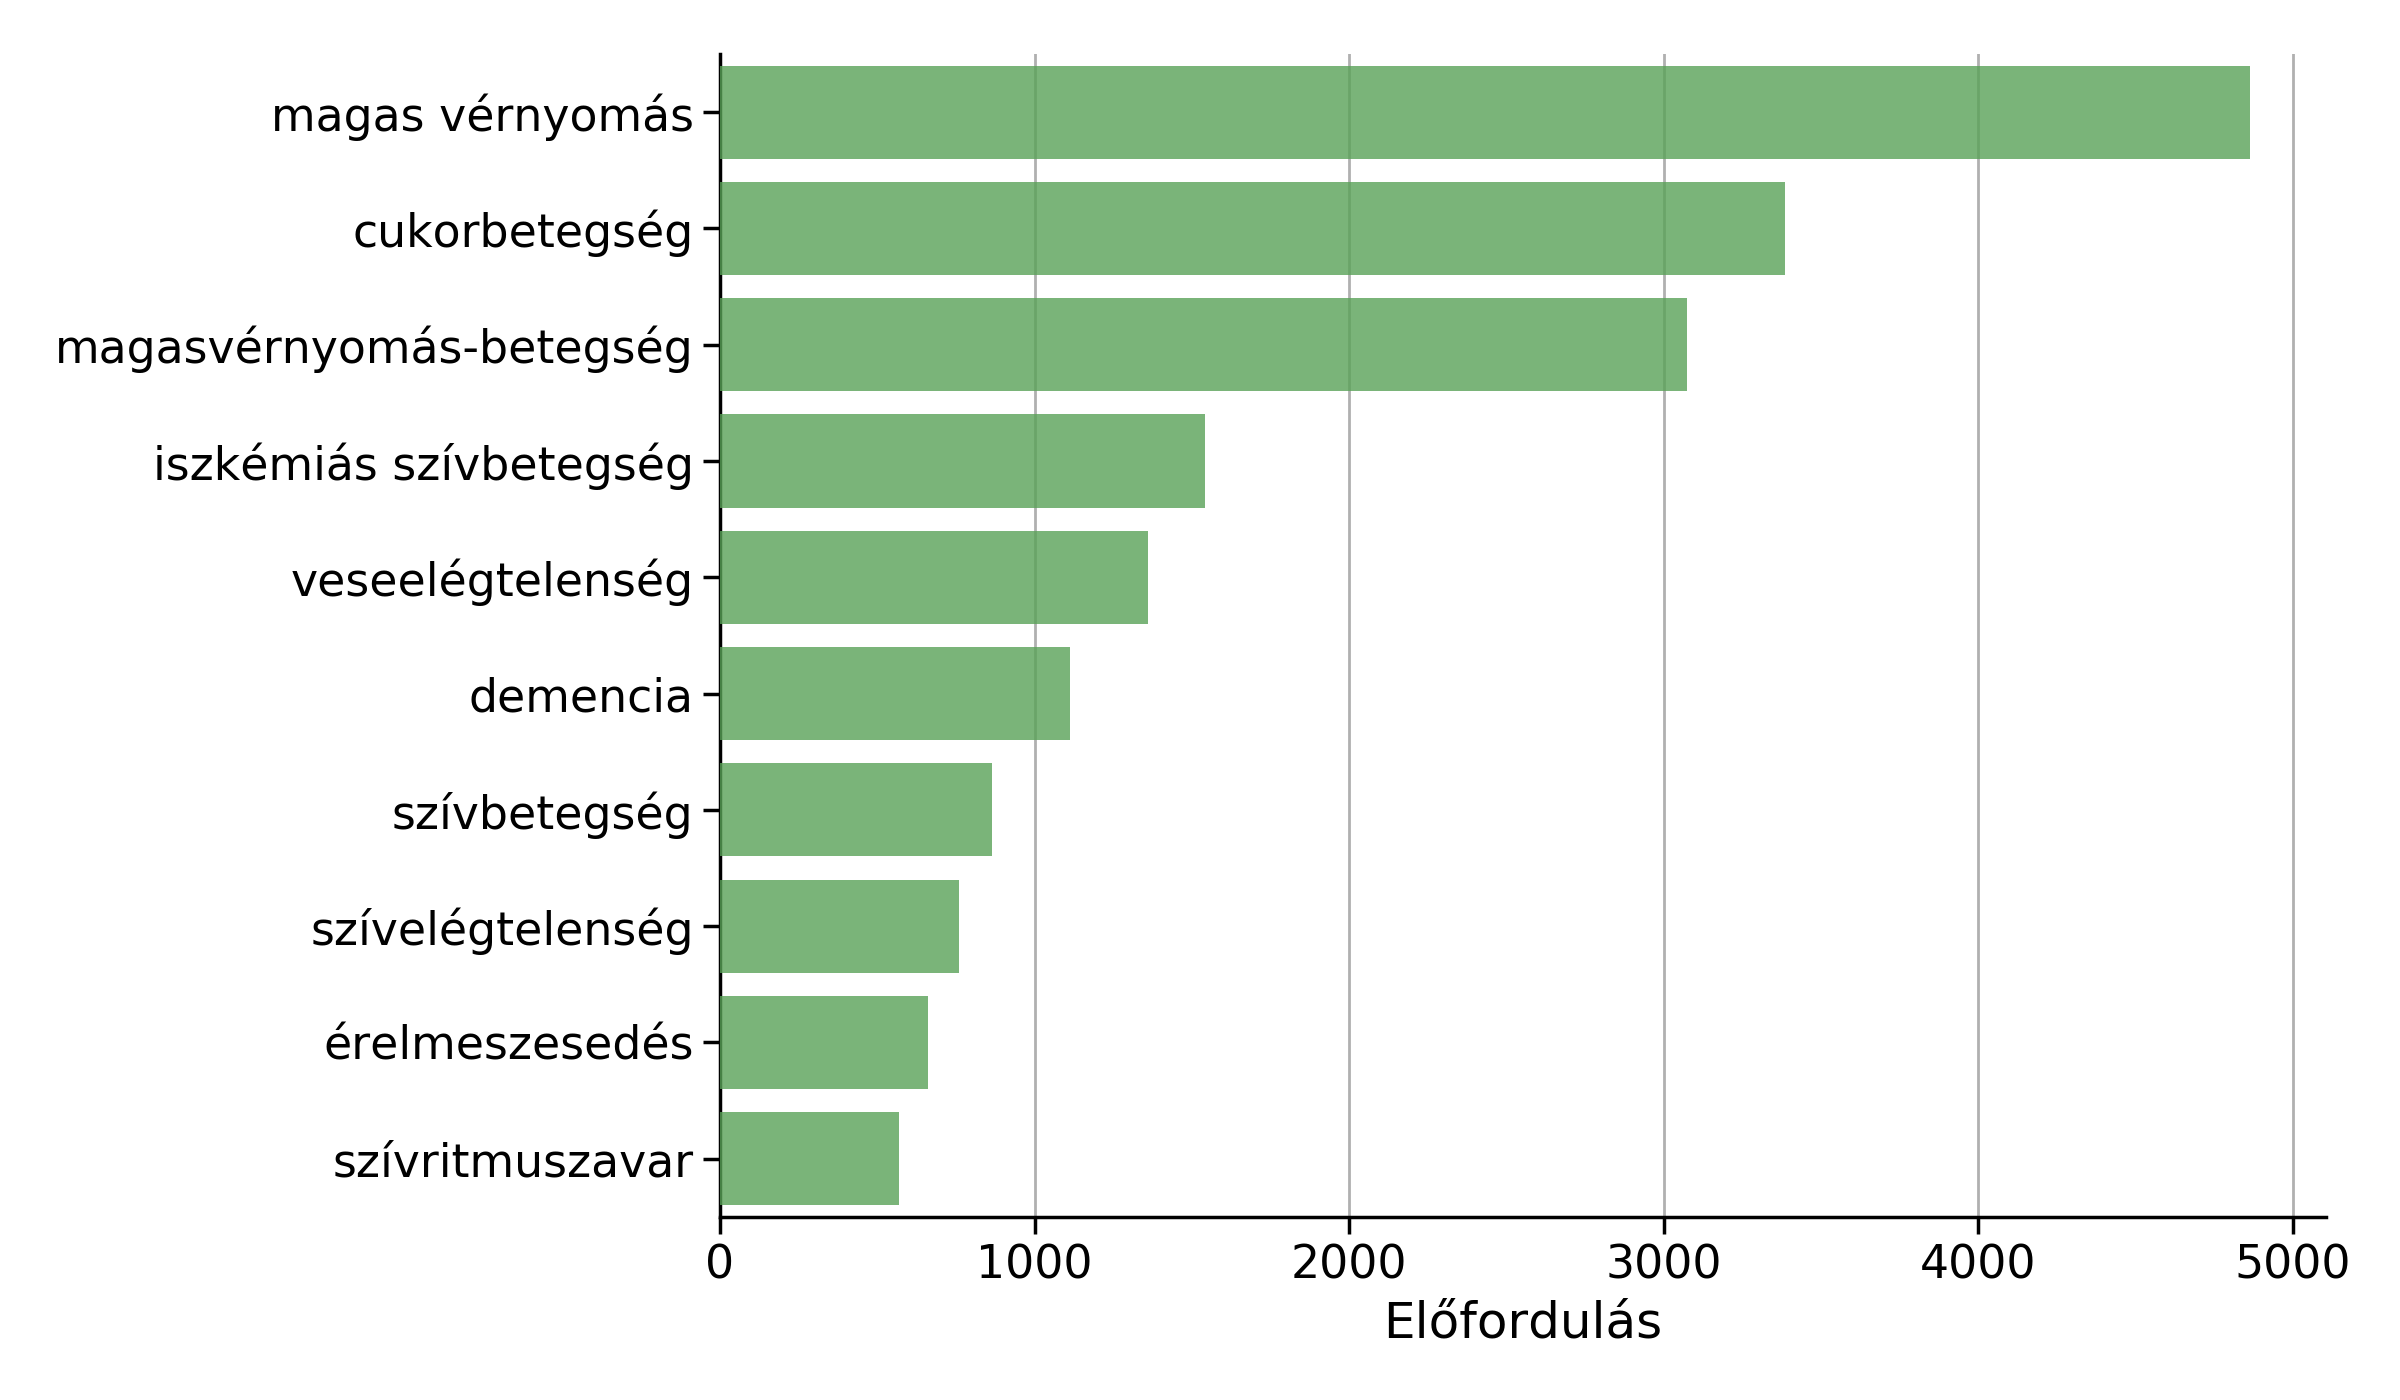 magas vérnyomás
cukorbetegség
magasvérnyomás-betegség
iszkémiás szívbetegség
veseelégtelenség
demencia
szívbetegség
szívelégtelenség
érelmeszesedés
szívritmuszavar
0 1000 2000 3000 4000 5000
Előfordulás